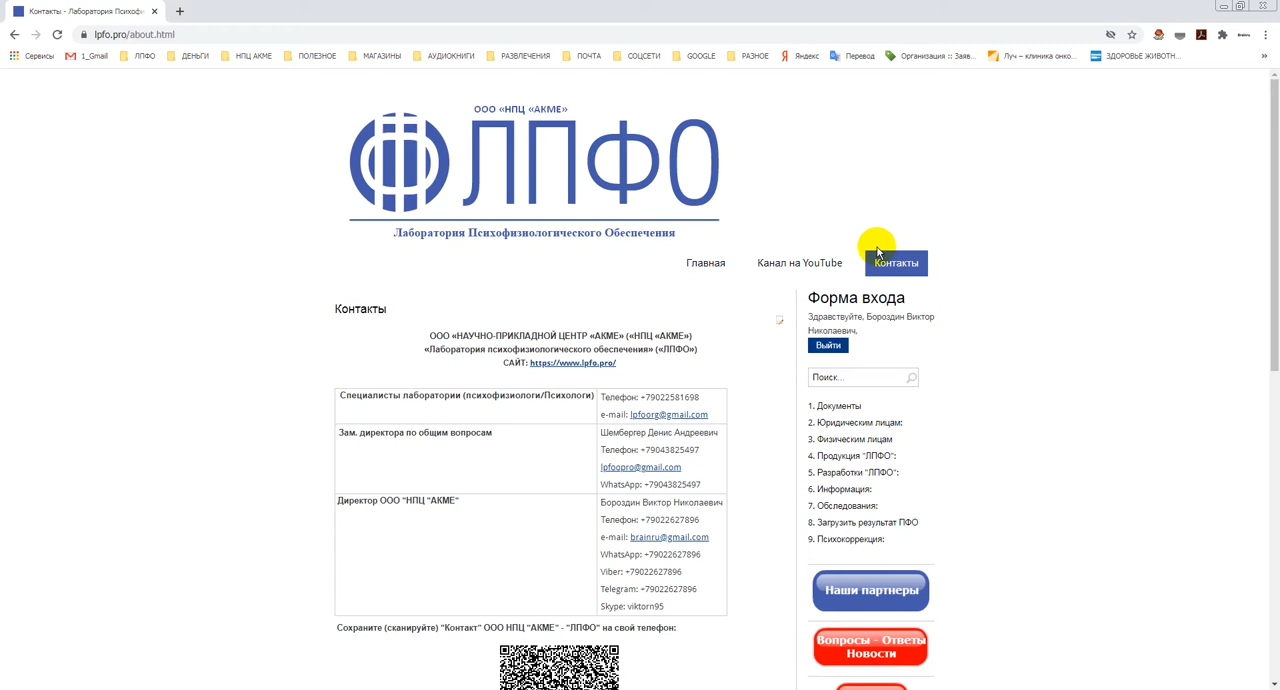 Контакты - Лаборатория Психофи
lpfo.pro/about.html
Сервисы
1_Gmail
ЛПФО
ДЕНЬГИ
НПЦ АКМЕ
ПОЛЕЗНОЕ
МАГАЗИНЫ
АУДИОКНИГИ
РАЗВЛЕЧЕНИЯ
ПОЧТА
СОЦСЕТИ
GOOGLE
РАЗНОЕ
Яндекс
Перевод
Организация :: Заяв...
Луч – клиника онко...
ЗДОРОВЬЕ ЖИВОТН...
ООО «НПЦ «АКМЕ»
ЛПФО
Лаборатория Психофизиологического Обеспечения
Главная
Канал на YouTube
Контакты
Контакты
ООО «НАУЧНО-ПРИКЛАДНОЙ ЦЕНТР «АКМЕ» («НПЦ «АКМЕ»)
«Лаборатория психофизиологического обеспечения» («ЛПФО»)
САЙТ: https://www.lpfo.pro/
Специалисты лаборатории (психофизиологи/Психологи)
Телефон: +79022581698
e-mail: lpfoorg@gmail.com
Зам. директора по общим вопросам
Шембергер Денис Андреевич
Телефон: +79043825497
lpfoopro@gmail.com
WhatsApp: +79043825497
Директор ООО "НПЦ "АКМЕ"
Бороздин Виктор Николаевич
Телефон: +79022627896
e-mail: brainru@gmail.com
WhatsApp: +79022627896
Viber: +79022627896
Telegram: +79022627896
Skype: viktorn95
Сохраните (сканируйте) "Контакт" ООО НПЦ "АКМЕ" - "ЛПФО" на свой телефон:
Форма входа
Здравствуйте, Бороздин Виктор
Николаевич,
Выйти
Поиск...
1. Документы
2. Юридическим лицам:
3. Физическим лицам
4. Продукция "ЛПФО":
5. Разработки "ЛПФО":
6. Информация:
7. Обследования:
8. Загрузить результат ПФО
9. Психокоррекция:
Наши партнеры
Вопросы - Ответы
Новости